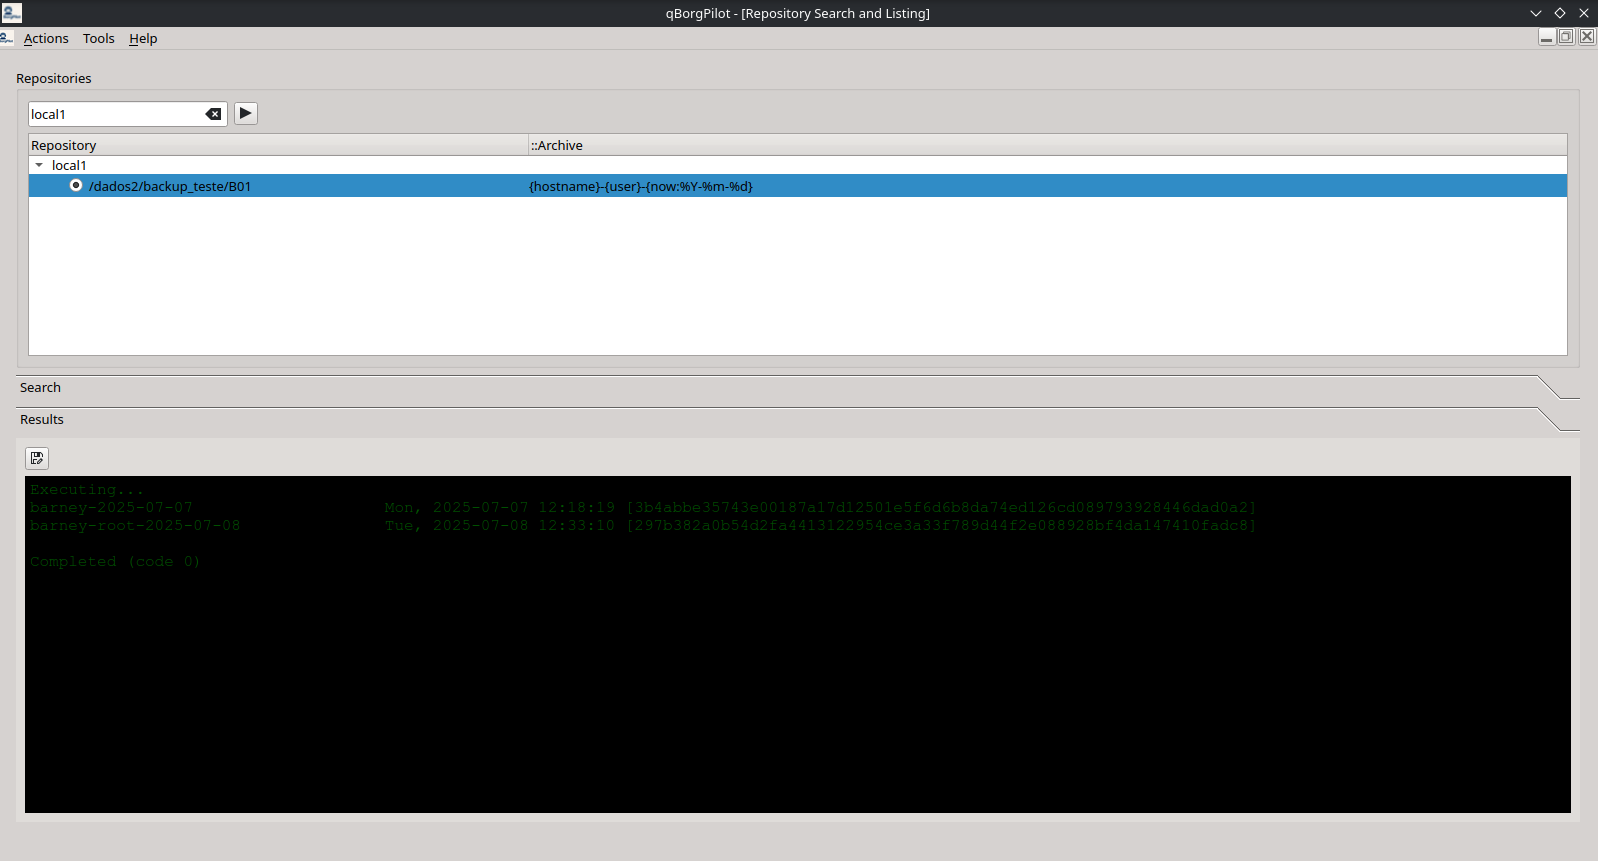 qBorgPilot - [Repository Search and Listing]
Actions Tools Help
Repositories
local1
Repository ::Archive
local1
/dados2/backup_teste/B01 {hostname}-{user}-{now:%Y-%m-%d}
Search
Results
Executing...
barney-2025-07-07 Mon, 2025-07-07 12:18:19 [3b4abbe35743e00187a17d12501e5f6d6b8da74ed126cd089793928446dad0a2]
barney-root-2025-07-08 Tue, 2025-07-08 12:33:10 [297b382a0b54d2fa4413122954ce3a33f789d44f2e088928bf4da147410fadc8]
Completed (code 0)